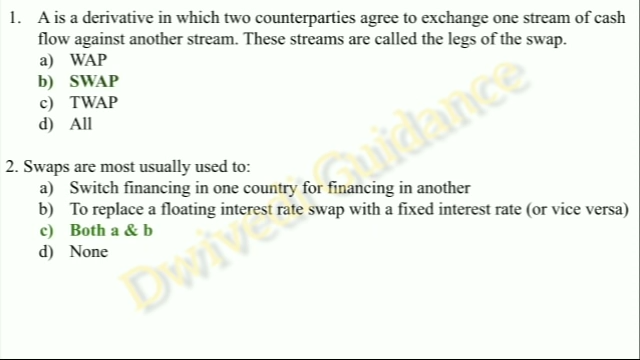 1. A is a derivative in which two counterparties agree to exchange one stream of cash
flow against another stream. These streams are called the legs of the swap.
a) WAP
b) SWAP
c) TWAP
d) All
2. Swaps are most usually used to:
a) Switch financing in one country for financing in another
b) To replace a floating interest rate swap with a fixed interest rate (or vice versa)
c) Both a & b
d) None
Dwivedi Guidance